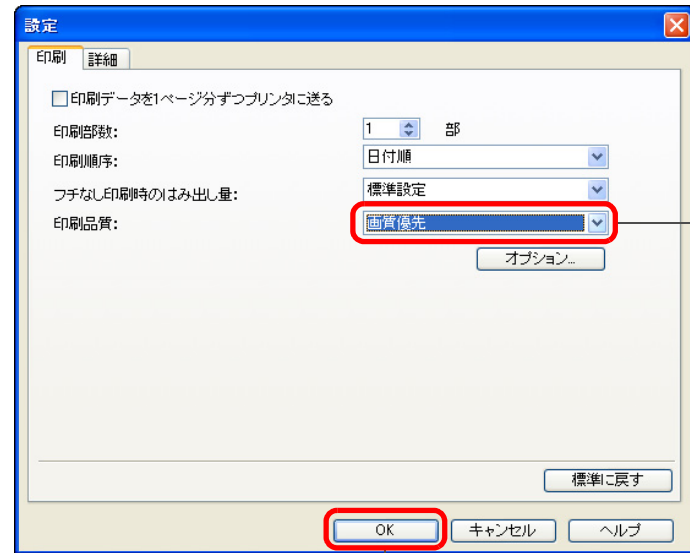 設定
印刷 詳細
印刷データを1ページ分ずつプリンタに送る
印刷部数: 1 部
印刷順序: 日付順
フチなし印刷時のはみ出し量: 標準設定
印刷品質: 画質優先
オプション...
標準に戻す
OK キャンセル ヘルプ